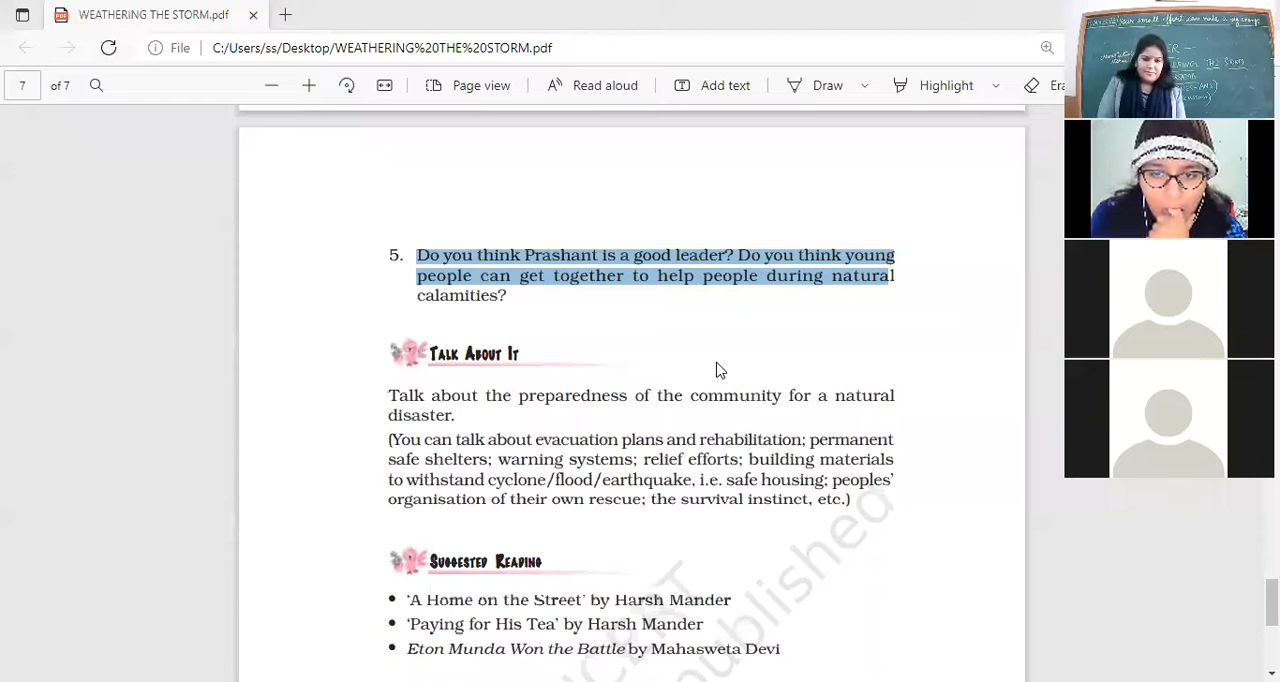 WEATHERING THE STORM.pdf
File C:/Users/ss/Desktop/WEATHERING%20THE%20STORM.pdf
7 of 7 Page view Read aloud Add text Draw Highlight Era
5. Do you think Prashant is a good leader? Do you think young
people can get together to help people during natural
calamities?
TALK ABOUT IT
Talk about the preparedness of the community for a natural
disaster.
(You can talk about evacuation plans and rehabilitation; permanent
safe shelters; warning systems; relief efforts; building materials
to withstand cyclone/flood/earthquake, i.e. safe housing; peoples'
organisation of their own rescue; the survival instinct, etc.)
SUGGESTED READING
• 'A Home on the Street' by Harsh Mander
• 'Paying for His Tea' by Harsh Mander
• Eton Munda Won the Battle by Mahasweta Devi
published